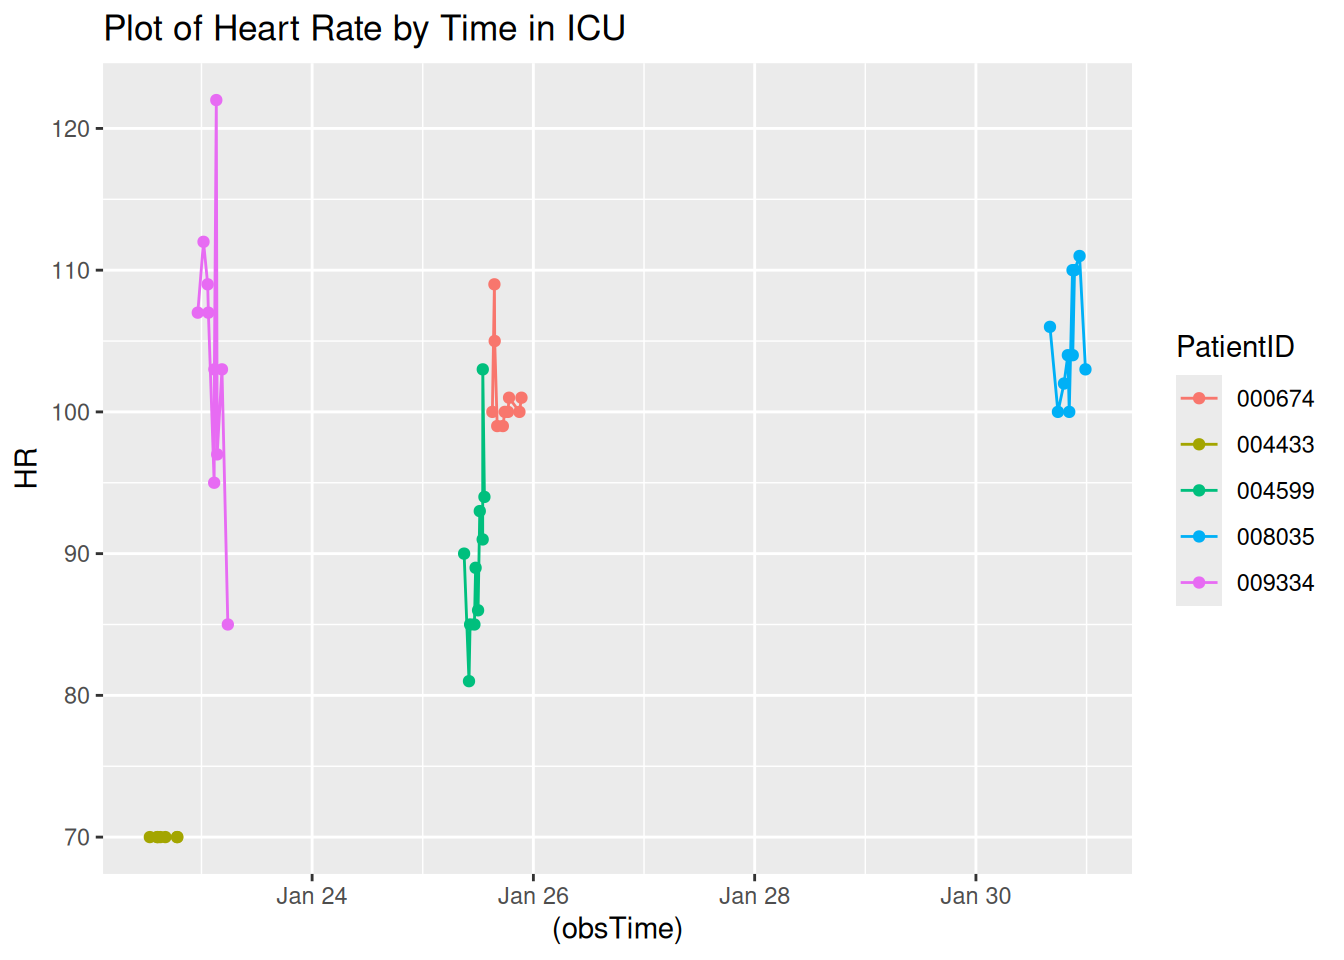 Plot of Heart Rate by Time in ICU
120
110
100
90
80
70
HR
Jan 24 Jan 26 Jan 28 Jan 30
(obsTime)
PatientID
000674
004433
004599
008035
009334